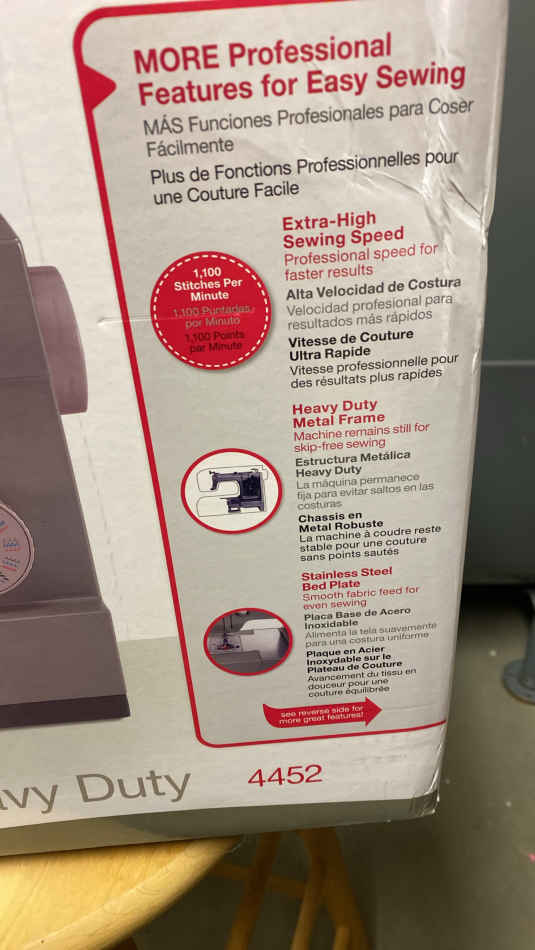 MORE Professional
Features for Easy Sewing
MÁS Funciones Profesionales para Coser
Fácilmente
Plus de Fonctions Professionnelles pour
une Couture Facile
Extra-High
Sewing Speed
Professional speed for
faster results
Alta Velocidad de Costura
Velocidad profesional para
resultados más rápidos
Vitesse de Couture
Ultra Rapide
Vitesse professionnelle pour
des résultats plus rapides
1,100
Stitches Per
Minute
1,100 Puntadas
por Minuto
1,100 Points
par Minute
Heavy Duty
Metal Frame
Machine remains still for
skip-free sewing
Estructura Metálica
Heavy Duty
La máquina permanece
fija para evitar saltos en las
costuras
Chassis en
Metal Robuste
La machine à coudre reste
stable pour une couture
sans points sautés
Stainless Steel
Bed Plate
Smooth fabric feed for
even sewing
Placa Base de Acero
Inoxidable
Alimenta la tela suavemente
para una costura uniforme
Plaque en Acier
Inoxydable sur le
Plateau de Couture
Avancement du tissu en
douceur pour une
couture équilibrée
see reverse side for
more great features!
vy Duty 4452